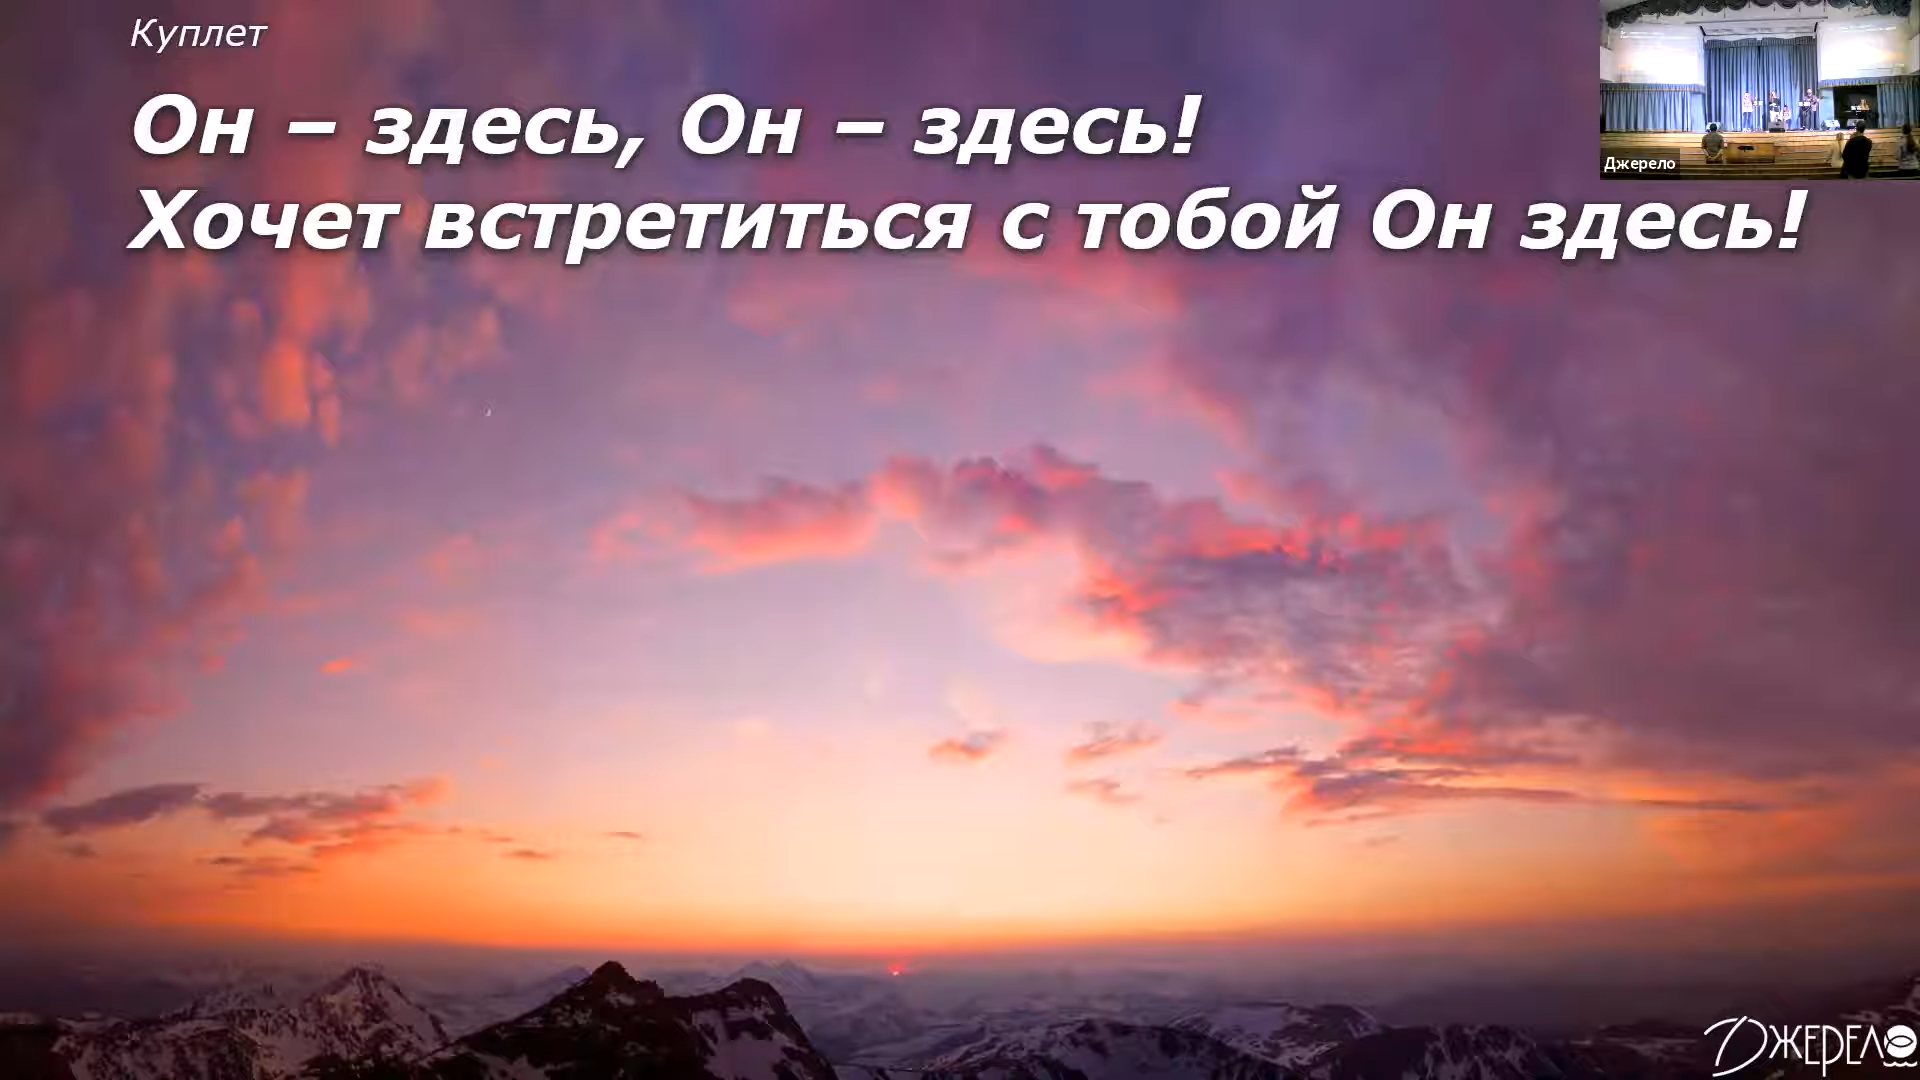 Куплет
Он – здесь, Он – здесь!
Хочет встретиться с тобой Он здесь!
Джерело
ДЖЕРЕЛО